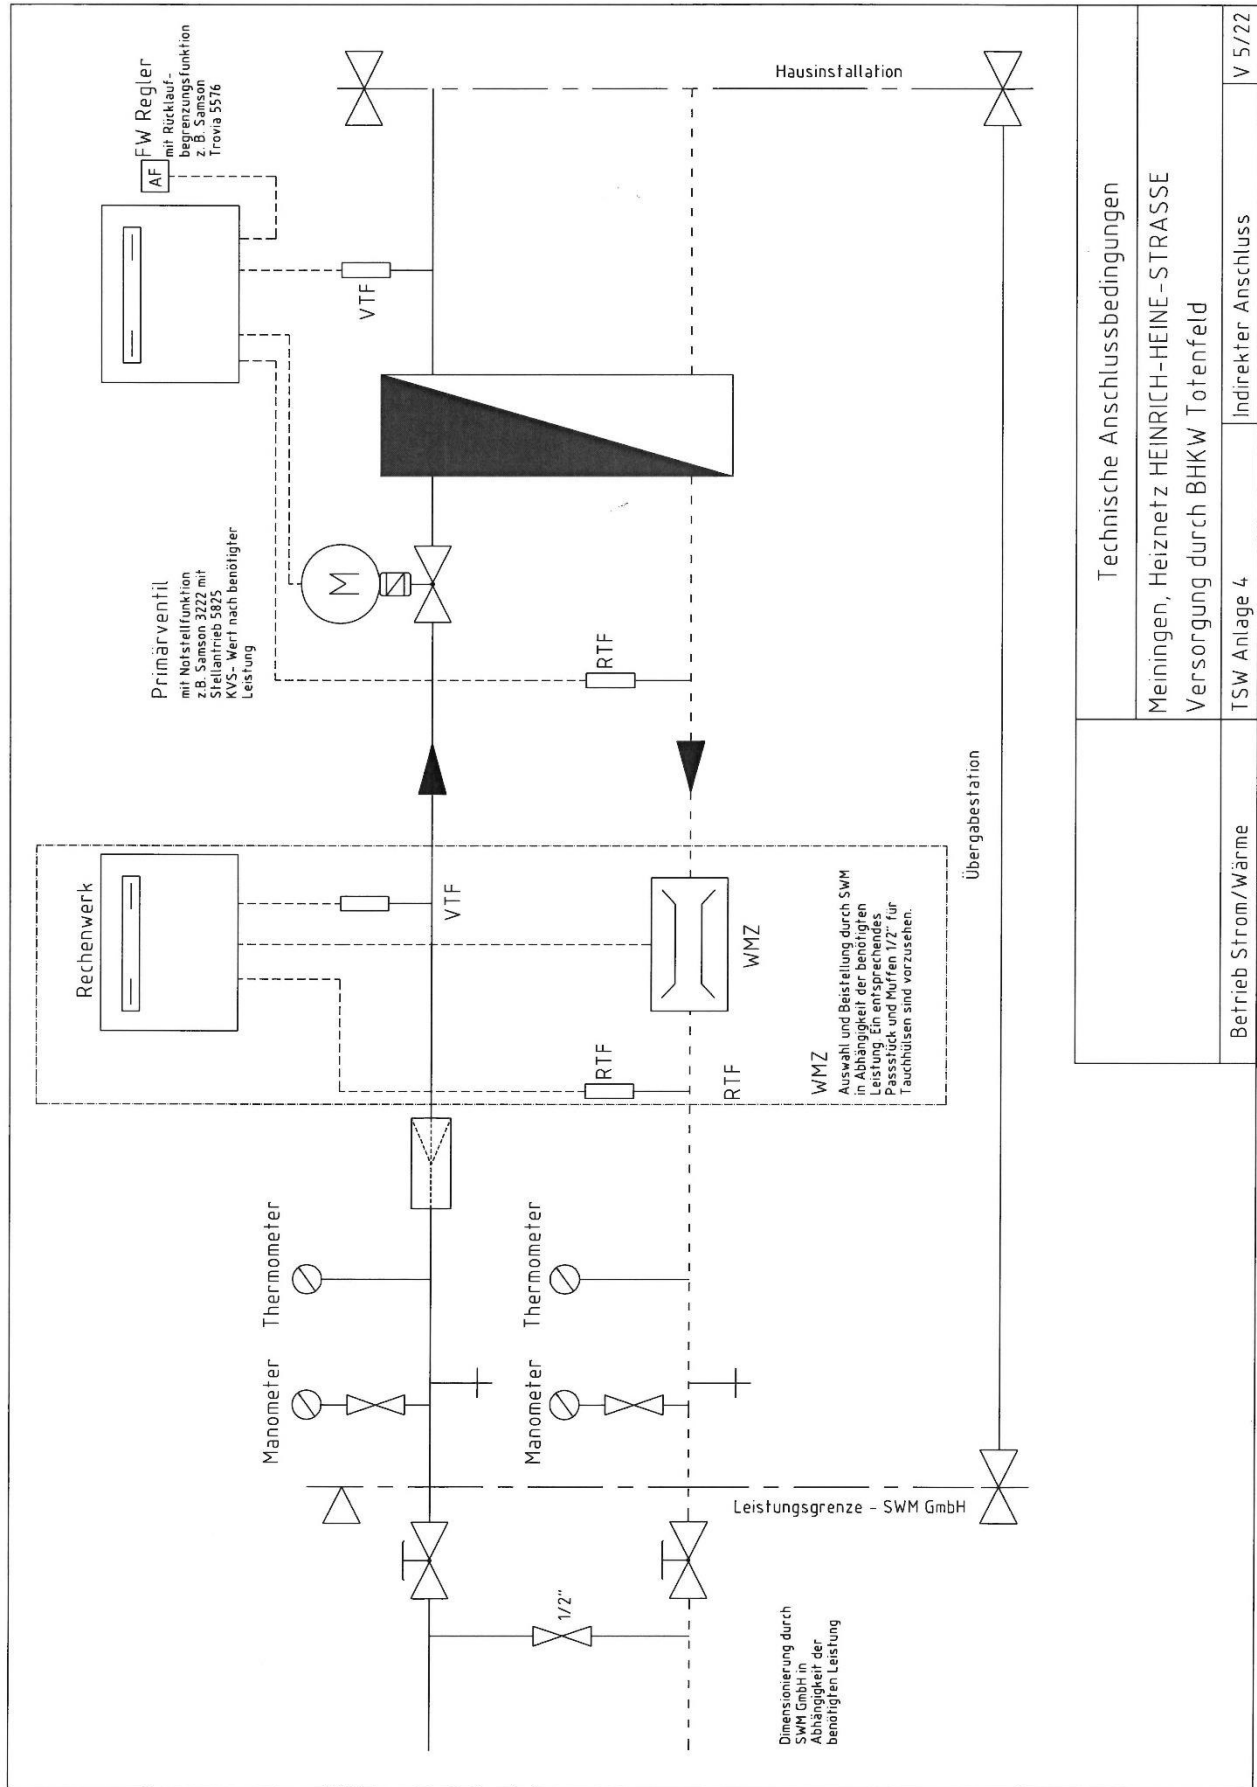 FW Regler
mit Rücklauf-
begrenzungsfunktion
z. B. Samson
Trovia 5576
AF
VTF
Hausinstallation
Primärventil
mit Notstellfunktion
z.B. Samson 3222 mit
Stellantrieb 5825
KVS- Wert nach benötigter
Leistung
M
RTF
Rechenwerk
VTF
RTF
RTF
WMZ
WMZ
Auswahl und Beistellung durch SWM
in Abhängigkeit der benötigten
Leistung. Ein entsprechendes
Passstück und Muffen 1/2" für
Tauchhülsen sind vorzusehen.
Übergabestation
Thermometer
Thermometer
Manometer
Manometer
Leistungsgrenze - SWM GmbH
1/2"
Dimensionierung durch
SWM GmbH in
Abhängigkeit der
benötigten Leistung
Technische Anschlussbedingungen
Meiningen, Heiznetz HEINRICH-HEINE-STRASSE
Versorgung durch BHKW Totenfeld
Betrieb Strom/Wärme
TSW Anlage 4
Indirekter Anschluss
V 5/22